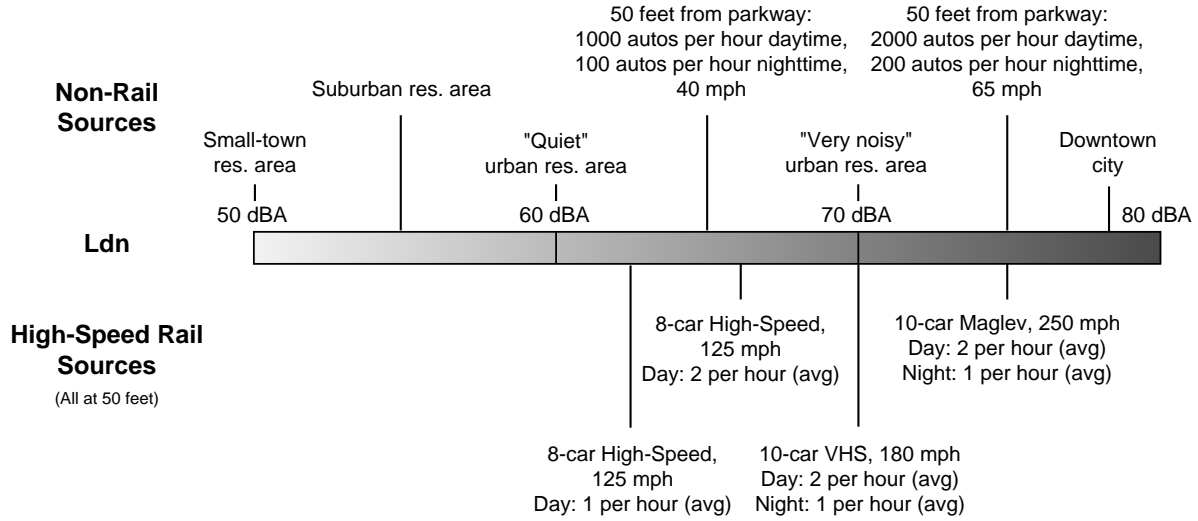 50 feet from parkway:
1000 autos per hour daytime,
100 autos per hour nighttime,
40 mph
50 feet from parkway:
2000 autos per hour daytime,
200 autos per hour nighttime,
65 mph
Non-Rail
Sources
Suburban res. area
Small-town
res. area
"Quiet"
urban res. area
"Very noisy"
urban res. area
Downtown
city
50 dBA
60 dBA
70 dBA
80 dBA
Ldn
High-Speed Rail
Sources
(All at 50 feet)
8-car High-Speed,
125 mph
Day: 2 per hour (avg)
10-car Maglev, 250 mph
Day: 2 per hour (avg)
Night: 1 per hour (avg)
8-car High-Speed,
125 mph
Day: 1 per hour (avg)
10-car VHS, 180 mph
Day: 2 per hour (avg)
Night: 1 per hour (avg)